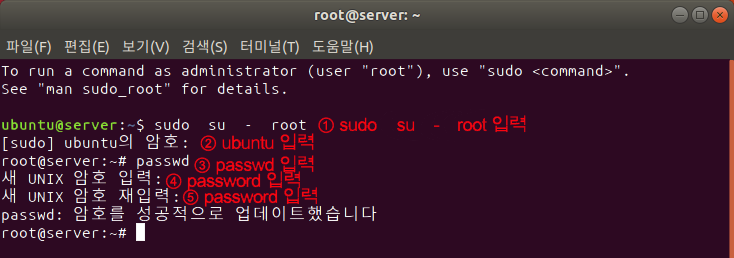 root@server: ~
파일(F) 편집(E) 보기(V) 검색(S) 터미널(T) 도움말(H)
To run a command as administrator (user "root"), use "sudo <command>".
See "man sudo_root" for details.
ubuntu@server:~$ sudo  su  -  root ① sudo  su  -  root 입력
[sudo] ubuntu의 암호: ② ubuntu 입력
root@server:~# passwd ③ passwd 입력
새 UNIX 암호 입력: ④ password 입력
새 UNIX 암호 재입력: ⑤ password 입력
passwd: 암호를 성공적으로 업데이트했습니다
root@server:~#